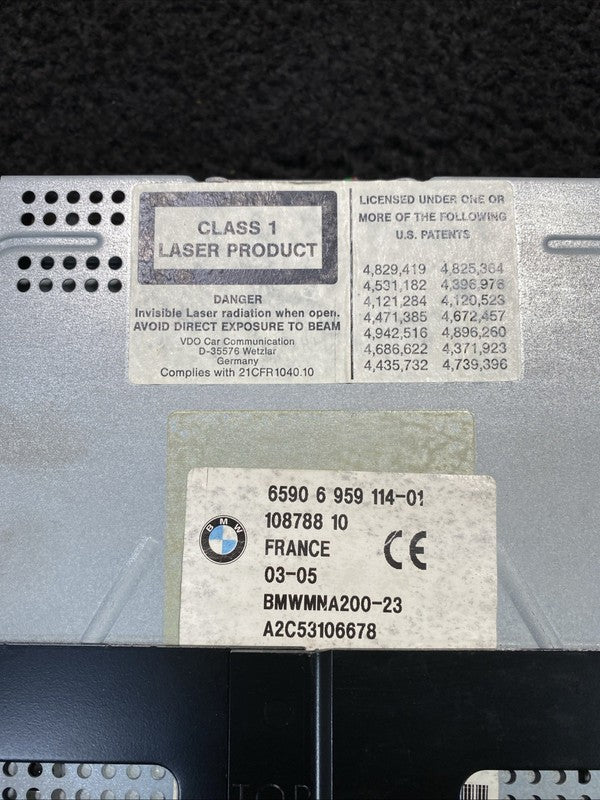 CLASS 1
LASER PRODUCT
DANGER
Invisible Laser radiation when open.
AVOID DIRECT EXPOSURE TO BEAM
VDO Car Communication
D-35576 Wetzlar
Germany
Complies with 21CFR1040.10
LICENSED UNDER ONE OR
MORE OF THE FOLLOWING
U.S. PATENTS
4,829,419 4,825,364
4,531,182 4,396,976
4,121,284 4,120,523
4,471,385 4,672,457
4,942,516 4,896,260
4,686,622 4,371,923
4,435,732 4,739,396
6590 6 959 114-01
108788 10
BMW
FRANCE
CE
03-05
BMWMNA200-23
A2C53106678
TOP